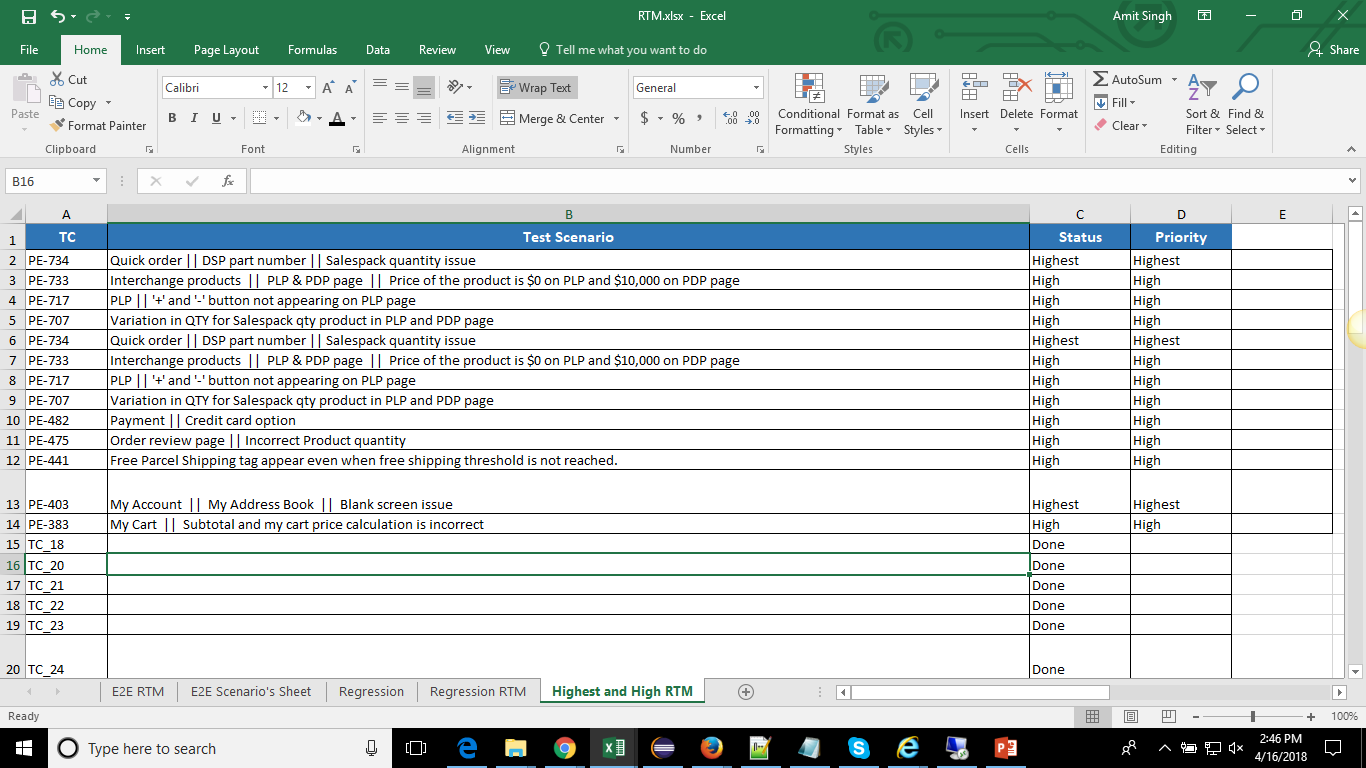 RTM.xlsx - Excel
Amit Singh
File Home Insert Page Layout Formulas Data Review View Tell me what you want to do Share
Paste
Cut
Copy
Format Painter
Clipboard
Calibri 12
B I U
Font
Wrap Text
Merge & Center
Alignment
General
$ % ,
Number
Conditional Formatting
Format as Table
Cell Styles
Styles
Insert Delete Format
Cells
AutoSum
Fill
Clear
Sort & Filter
Find & Select
Editing
B16 fx
A B C D E
1 TC Test Scenario Status Priority
2 PE-734 Quick order || DSP part number || Salespack quantity issue Highest Highest
3 PE-733 Interchange products || PLP & PDP page || Price of the product is $0 on PLP and $10,000 on PDP page High High
4 PE-717 PLP || '+' and '-' button not appearing on PLP page High High
5 PE-707 Variation in QTY for Salespack qty product in PLP and PDP page High High
6 PE-734 Quick order || DSP part number || Salespack quantity issue Highest Highest
7 PE-733 Interchange products || PLP & PDP page || Price of the product is $0 on PLP and $10,000 on PDP page High High
8 PE-717 PLP || '+' and '-' button not appearing on PLP page High High
9 PE-707 Variation in QTY for Salespack qty product in PLP and PDP page High High
10 PE-482 Payment || Credit card option High High
11 PE-475 Order review page || Incorrect Product quantity High High
12 PE-441 Free Parcel Shipping tag appear even when free shipping threshold is not reached. High High
13 PE-403 My Account || My Address Book || Blank screen issue Highest Highest
14 PE-383 My Cart || Subtotal and my cart price calculation is incorrect High High
15 TC_18 Done
16 TC_20 Done
17 TC_21 Done
18 TC_22 Done
19 TC_23 Done
20 TC_24 Done
E2E RTM E2E Scenario's Sheet Regression Regression RTM Highest and High RTM
Ready 100%
Type here to search
2:46 PM
4/16/2018